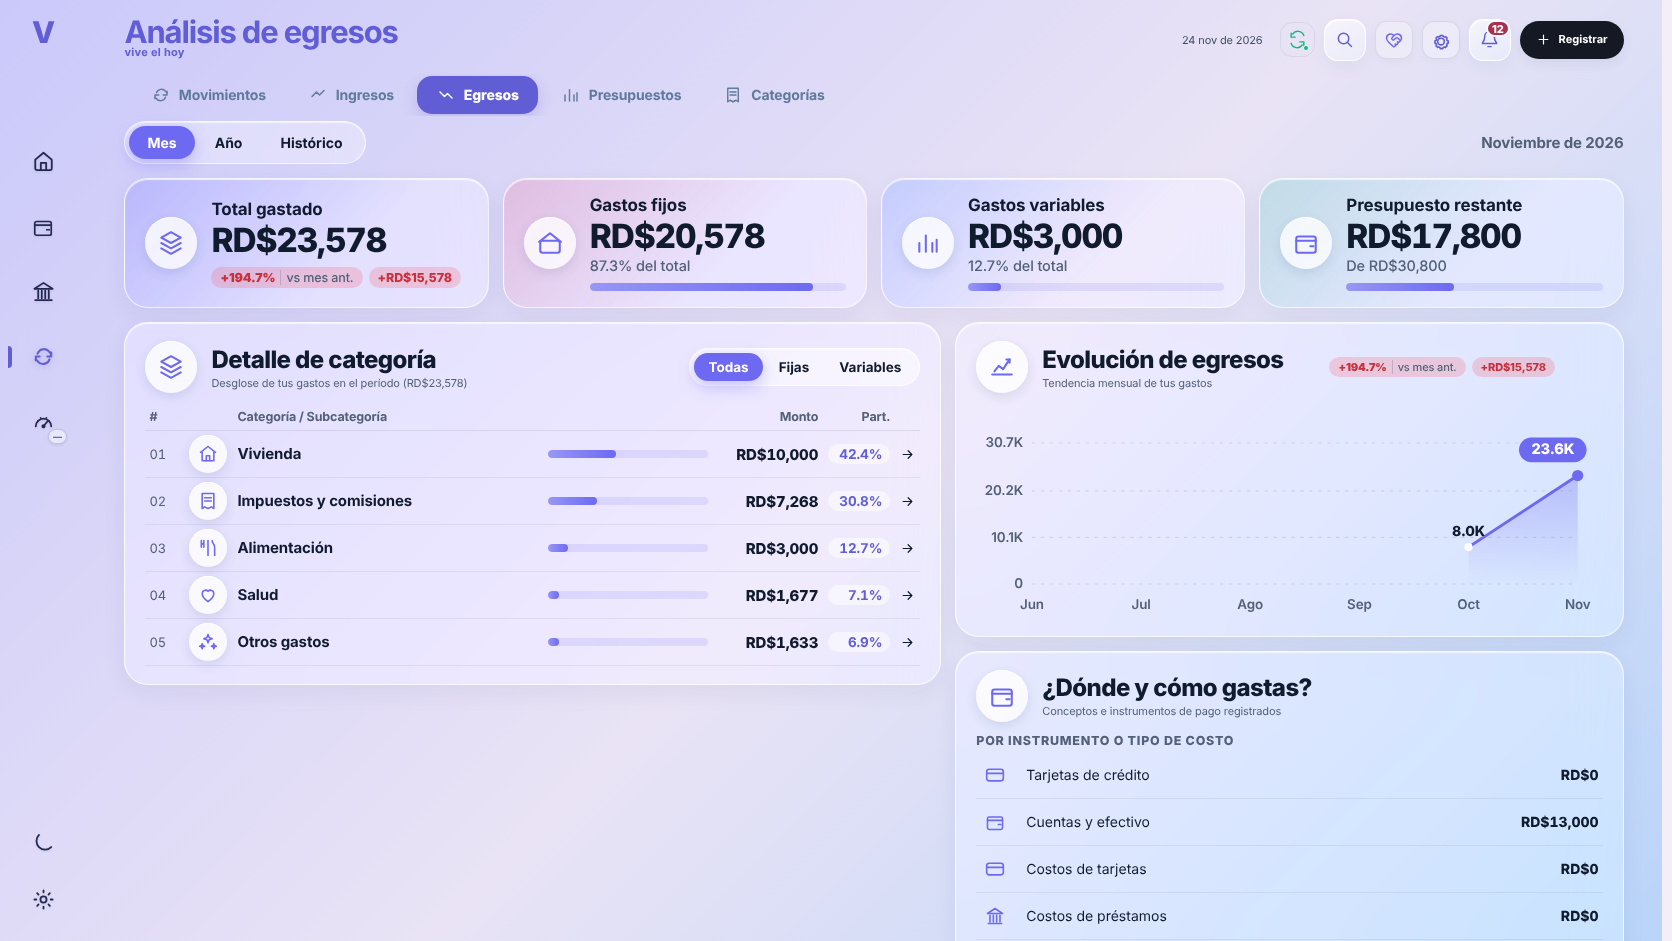 V
Análisis de egresos
vive el hoy
24 nov de 2026
12
Registrar
Movimientos
Ingresos
Egresos
Presupuestos
Categorías
Mes
Año
Histórico
Noviembre de 2026
Total gastado
RD$23,578
+194.7% vs mes ant. +RD$15,578
Gastos fijos
RD$20,578
87.3% del total
Gastos variables
RD$3,000
12.7% del total
Presupuesto restante
RD$17,800
De RD$30,800
Detalle de categoría
Desglose de tus gastos en el período (RD$23,578)
Todas
Fijas
Variables
# Categoría / Subcategoría Monto Part.
01 Vivienda RD$10,000 42.4% →
02 Impuestos y comisiones RD$7,268 30.8% →
03 Alimentación RD$3,000 12.7% →
04 Salud RD$1,677 7.1% →
05 Otros gastos RD$1,633 6.9% →
Evolución de egresos
Tendencia mensual de tus gastos
+194.7% vs mes ant. +RD$15,578
30.7K
23.6K
20.2K
8.0K
10.1K
0
Jun Jul Ago Sep Oct Nov
¿Dónde y cómo gastas?
Conceptos e instrumentos de pago registrados
POR INSTRUMENTO O TIPO DE COSTO
Tarjetas de crédito RD$0
Cuentas y efectivo RD$13,000
Costos de tarjetas RD$0
Costos de préstamos RD$0